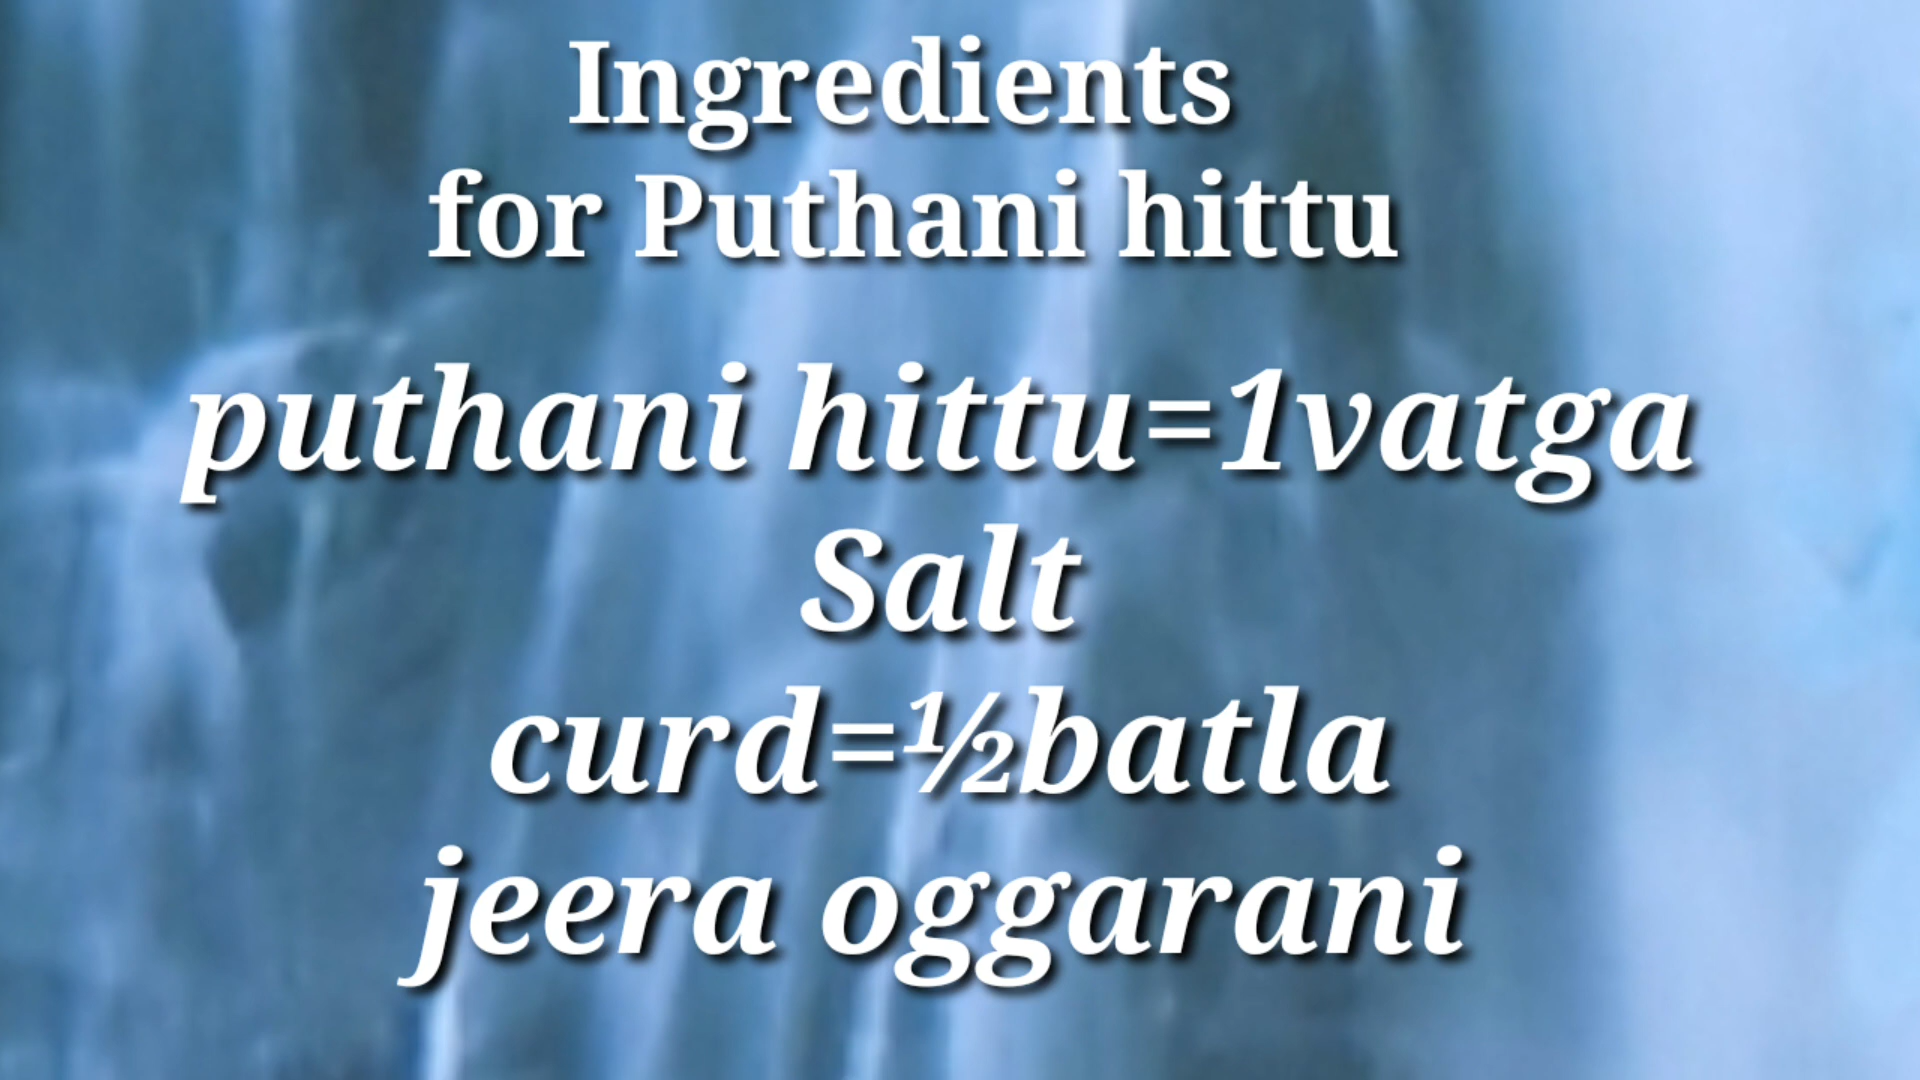 Ingredients
for Puthani hittu
puthani hittu=1vatga
Salt
curd=½batla
jeera oggarani